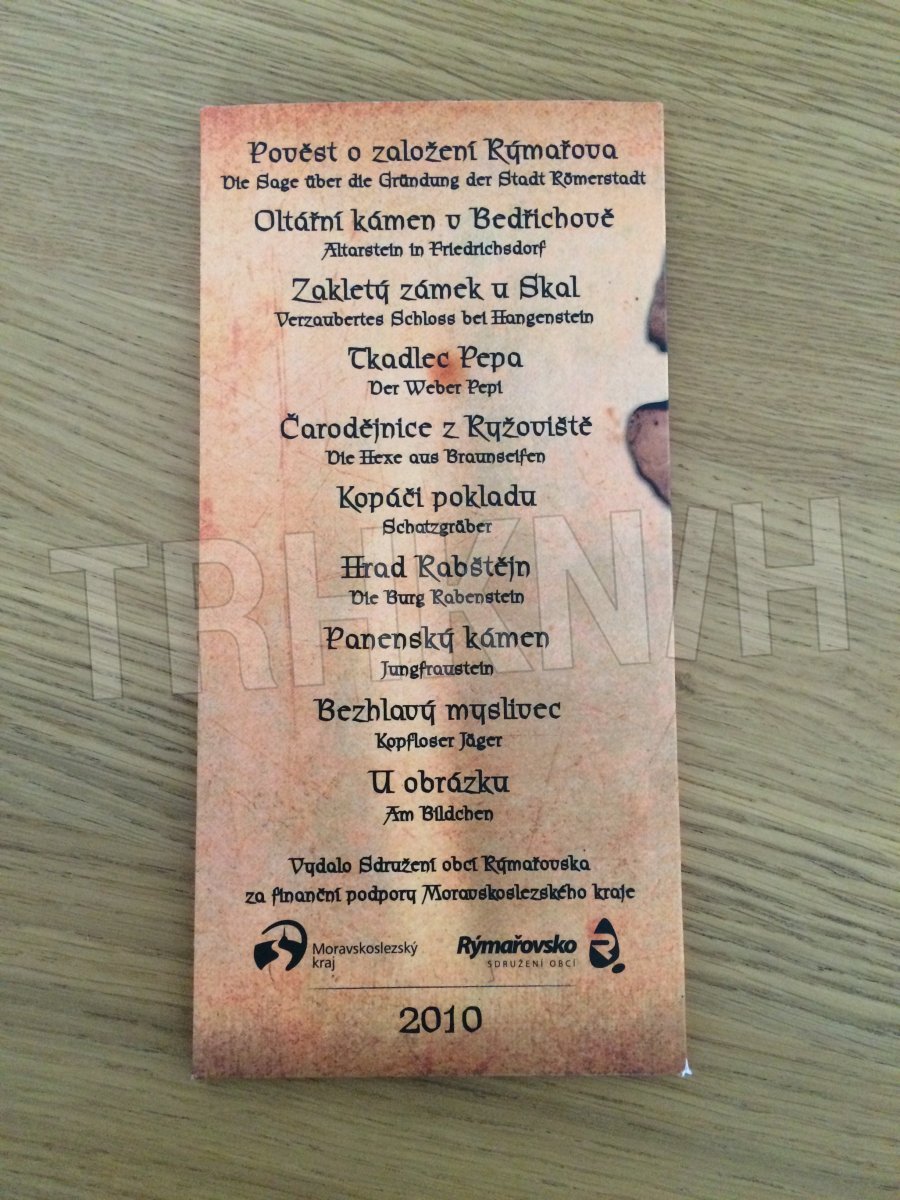 Pověst o založení Rýmařova
Die Sage über die Gründung der Stadt Römerstadt
Oltářní kámen v Bedřichově
Altarstein in Friedrichsdorf
Zakletý zámek u Skal
Verzaubertes Schloss bei Hangenstein
Tkadlec Pepa
Der Weber Pepi
Čarodějnice z Ryžoviště
Die Hexe aus Braunseifen
Kopáči pokladu
Schatzgräber
Hrad Rabštějn
Die Burg Rabenstein
Panenský kámen
Jungfraustein
Bezhlavý myslivec
Kopfloser Jäger
U obrázku
Am Bildchen
Vydalo Sdružení obcí Rýmařovska
za finanční podpory Moravskoslezského kraje
Moravskoslezský
kraj
Rýmařovsko
SDRUŽENÍ OBCÍ
2010
TRHKNIH